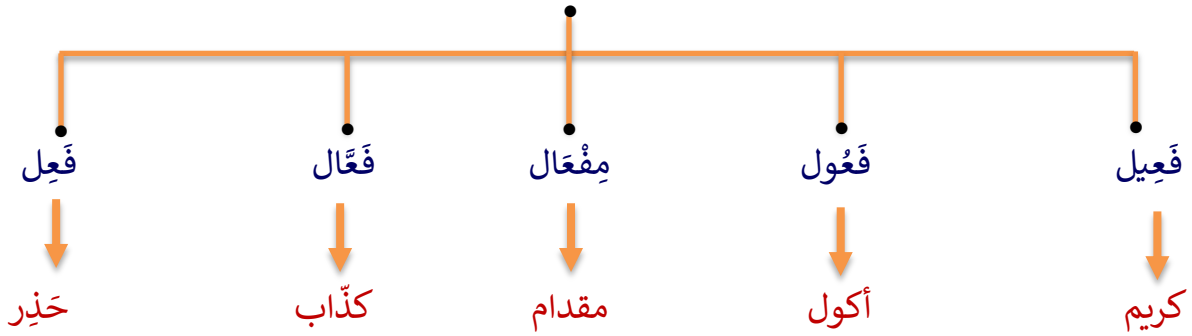 فَعِيل فَعُول مِفْعَال فَعَّال فَعِل
كريم أكول مقدام كذّاب حَذِر